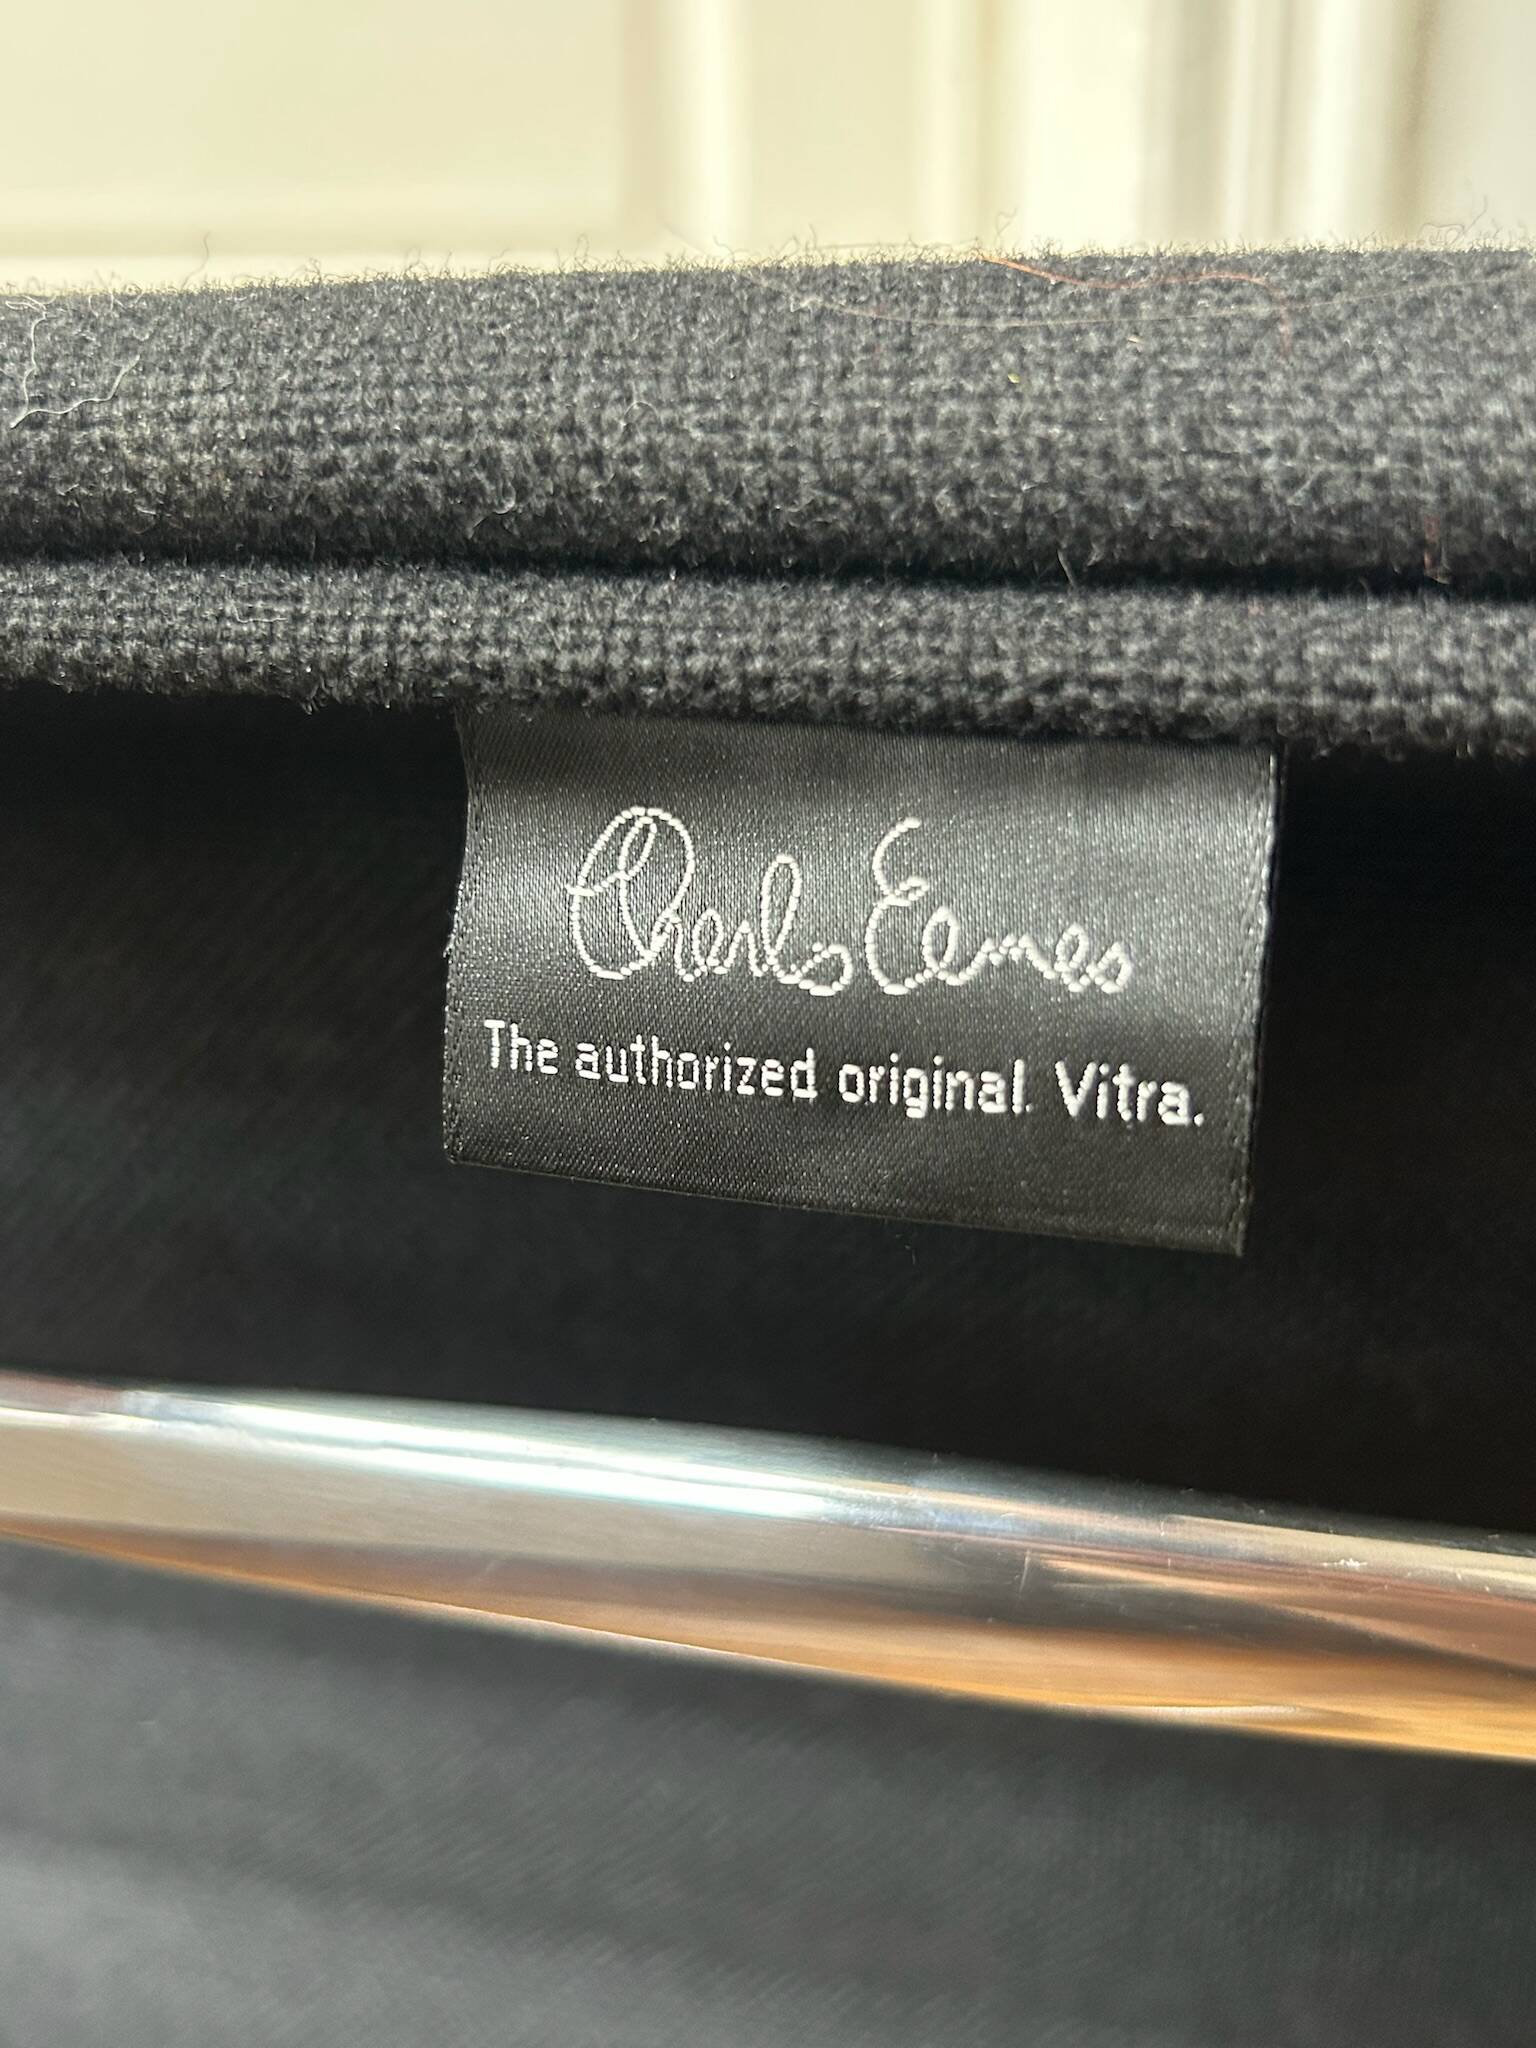 Charles Eames
The authorized original. Vitra.